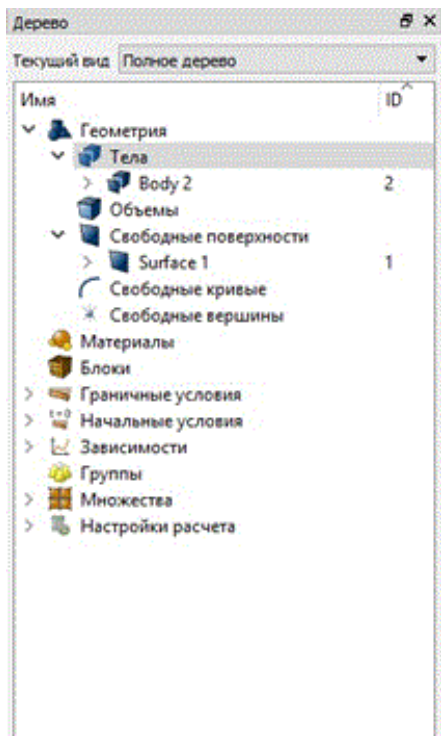 Дерево
Текущий вид Полное дерево
Имя ID
Геометрия
Тела
Body 2 2
Объемы
Свободные поверхности
Surface 1 1
Свободные кривые
Свободные вершины
Материалы
Блоки
Граничные условия
t=0 Начальные условия
Зависимости
Группы
Множества
Настройки расчета